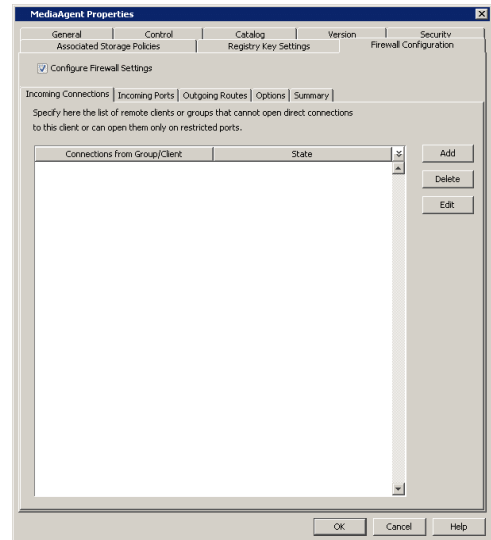 MediaAgent Properties
General Control Catalog Version Security
Associated Storage Policies Registry Key Settings Firewall Configuration
Configure Firewall Settings
Incoming Connections Incoming Ports Outgoing Routes Options Summary
Specify here the list of remote clients or groups that cannot open direct connections
to this client or can open them only on restricted ports.
Connections from Group/Client State
Add
Delete
Edit
OK Cancel Help